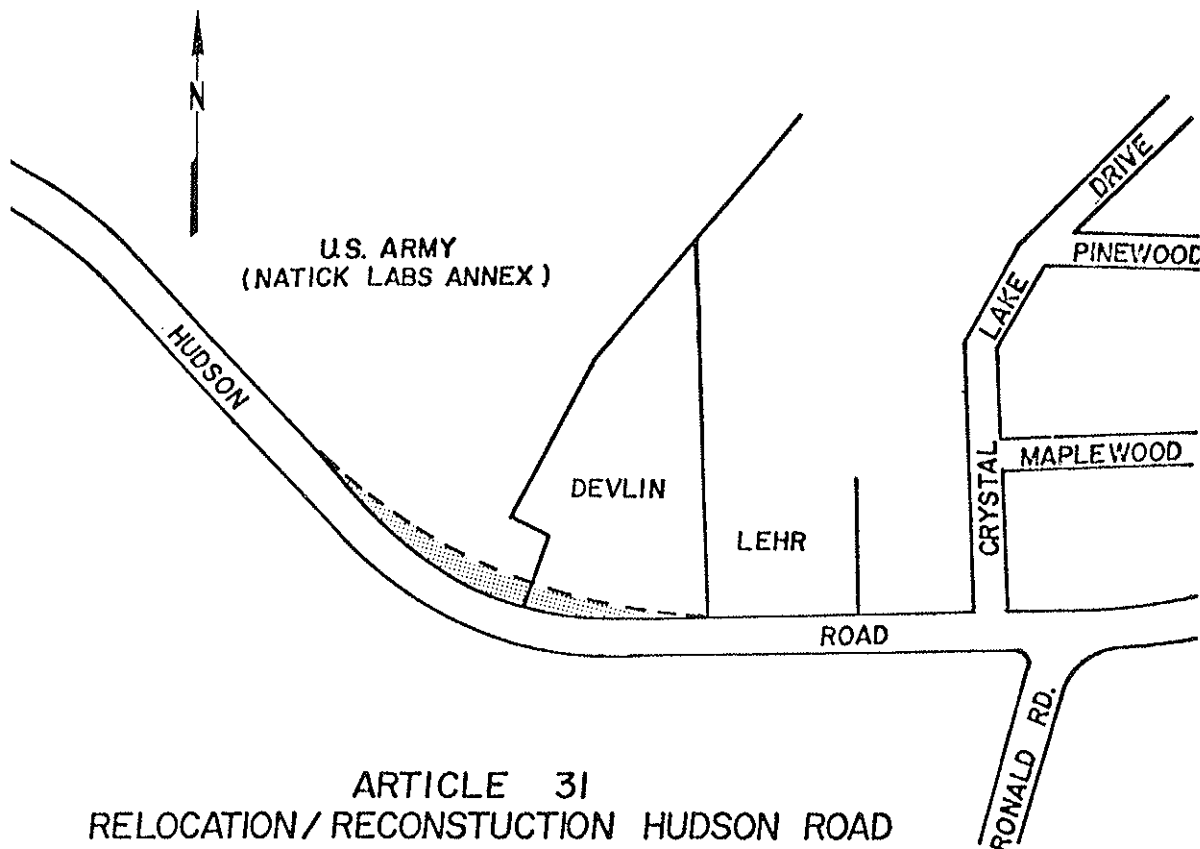 N
U.S. ARMY
(NATICK LABS ANNEX)
HUDSON
DEVLIN
LEHR
ROAD
CRYSTAL
LAKE
DRIVE
PINEWOOD
MAPLEWOOD
RONALD RD.
ARTICLE 31
RELOCATION/RECONSTUCTION HUDSON ROAD